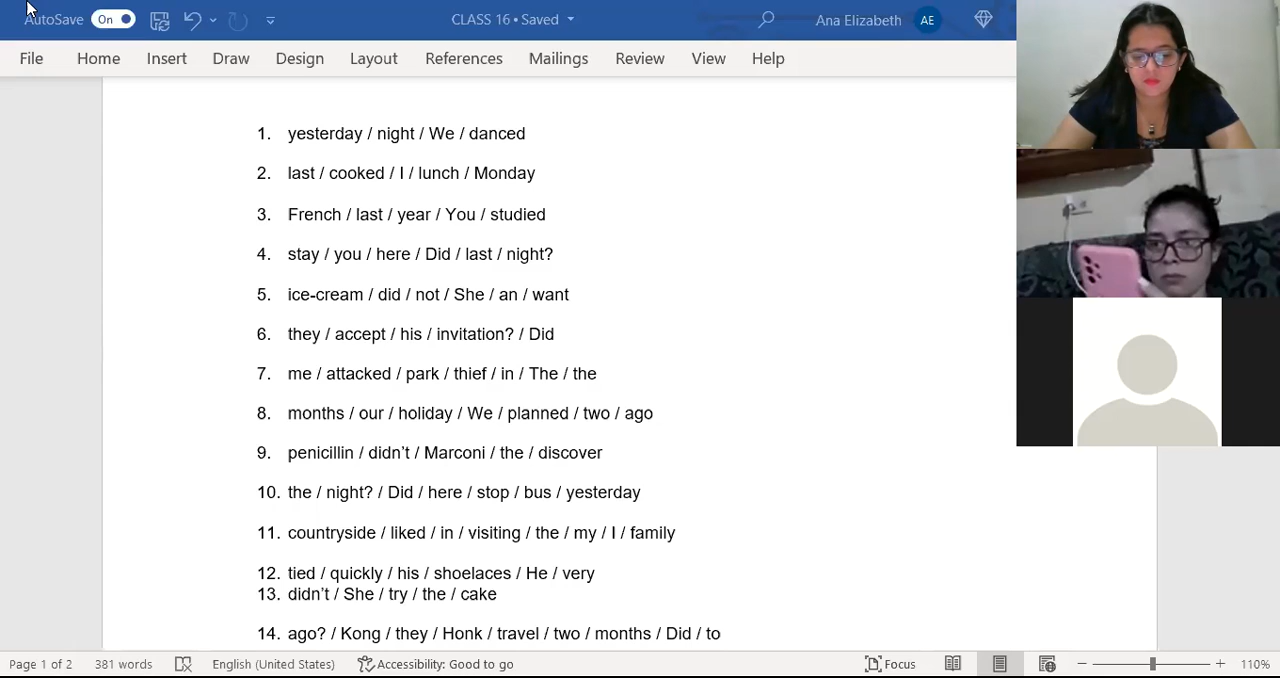 AutoSave On CLASS 16 • Saved Ana Elizabeth AE
File Home Insert Draw Design Layout References Mailings Review View Help
1. yesterday / night / We / danced
2. last / cooked / I / lunch / Monday
3. French / last / year / You / studied
4. stay / you / here / Did / last / night?
5. ice-cream / did / not / She / an / want
6. they / accept / his / invitation? / Did
7. me / attacked / park / thief / in / The / the
8. months / our / holiday / We / planned / two / ago
9. penicillin / didn’t / Marconi / the / discover
10. the / night? / Did / here / stop / bus / yesterday
11. countryside / liked / in / visiting / the / my / I / family
12. tied / quickly / his / shoelaces / He / very
13. didn’t / She / try / the / cake
14. ago? / Kong / they / Honk / travel / two / months / Did / to
Page 1 of 2 381 words English (United States) Accessibility: Good to go Focus 110%